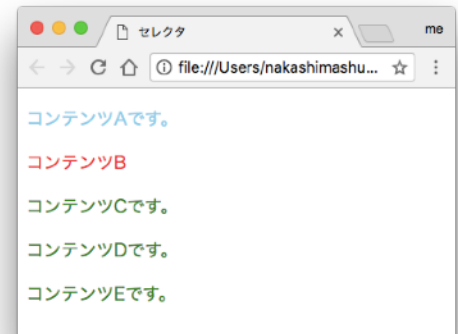 セレクタ
me
file:///Users/nakashimashu...
コンテンツAです。
コンテンツB
コンテンツCです。
コンテンツDです。
コンテンツEです。